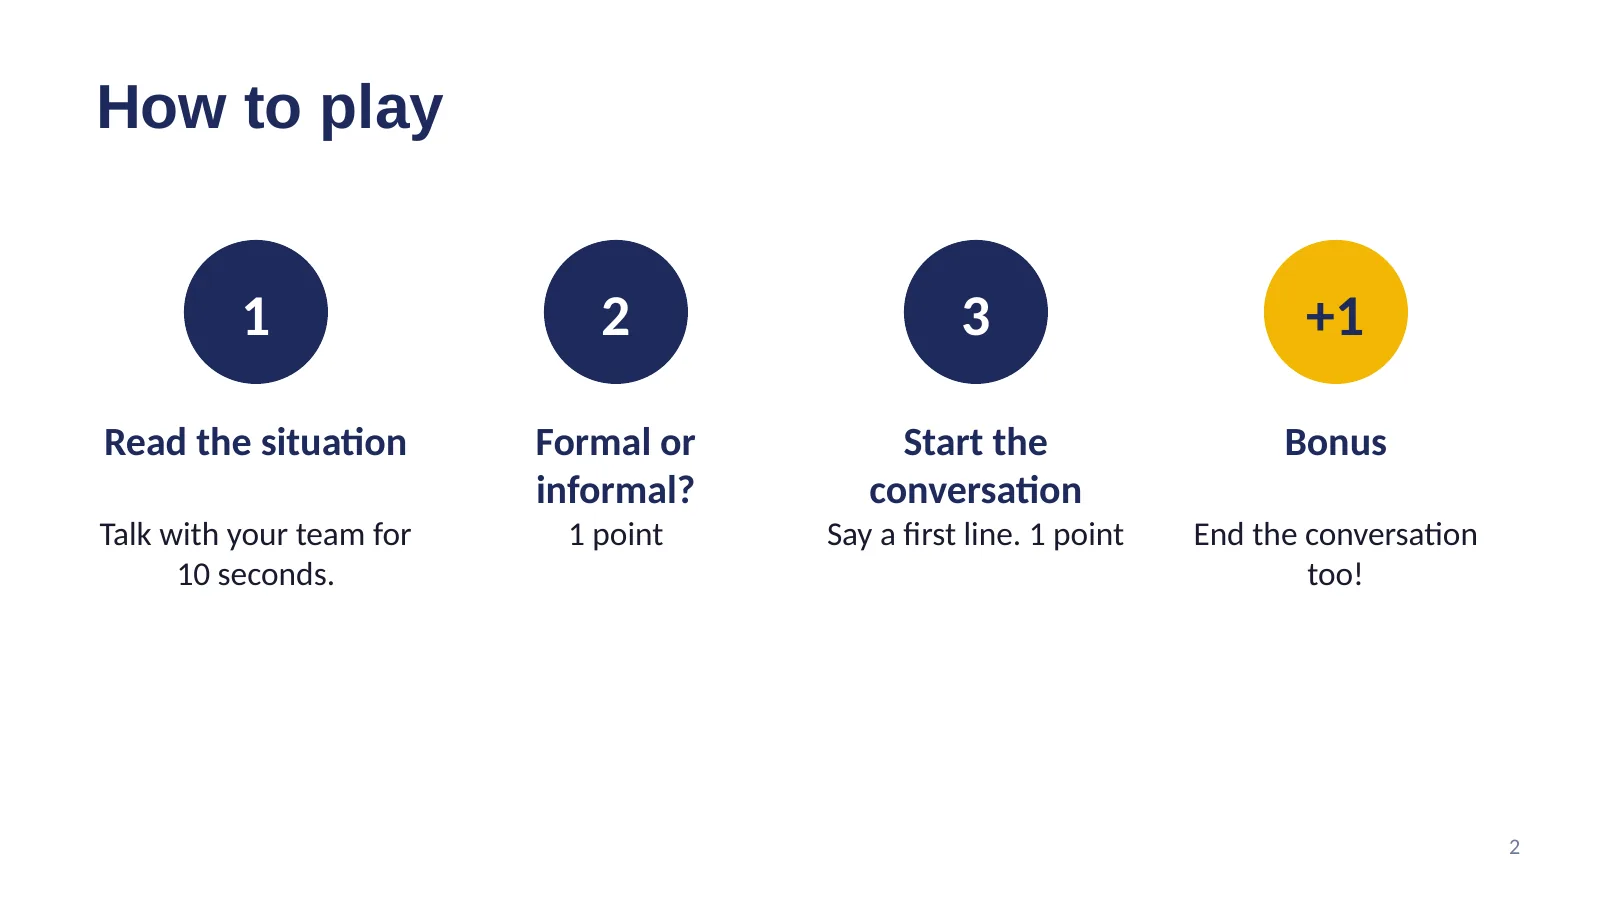 How to play
1
Read the situation
Talk with your team for
10 seconds.
2
Formal or
informal?
1 point
3
Start the
conversation
Say a first line. 1 point
+1
Bonus
End the conversation
too!
2